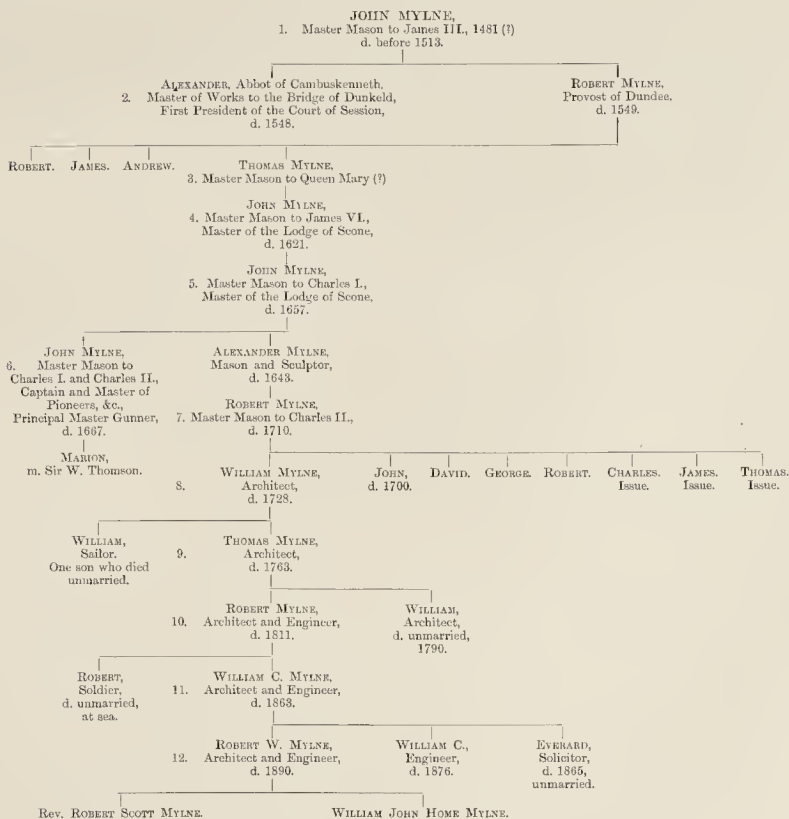 JOHN MYLNE,
1. Master Mason to James III., 1481 (?)
d. before 1513.
ALEXANDER, Abbot of Cambuskenneth,
2. Master of Works to the Bridge of Dunkeld,
First President of the Court of Session,
d. 1548.
ROBERT MYLNE,
Provost of Dundee,
d. 1549.
ROBERT.
JAMES.
ANDREW.
THOMAS MYLNE,
3. Master Mason to Queen Mary (?)
JOHN MYLNE,
4. Master Mason to James VI.,
Master of the Lodge of Scone,
d. 1621.
JOHN MYLNE,
5. Master Mason to Charles I.,
Master of the Lodge of Scone,
d. 1657.
JOHN MYLNE,
6. Master Mason to
Charles I. and Charles II.,
Captain and Master of
Pioneers, &c.,
Principal Master Gunner,
d. 1667.
MARION,
m. Sir W. Thomson.
ALEXANDER MYLNE,
Mason and Sculptor,
d. 1643.
ROBERT MYLNE,
7. Master Mason to Charles II.,
d. 1710.
WILLIAM MYLNE,
8. Architect,
d. 1728.
JOHN,
d. 1700.
DAVID.
GEORGE.
ROBERT.
CHARLES.
Issue.
JAMES.
Issue.
THOMAS.
Issue.
WILLIAM,
Sailor.
One son who died
unmarried.
THOMAS MYLNE,
9. Architect,
d. 1763.
ROBERT MYLNE,
10. Architect and Engineer,
d. 1811.
WILLIAM,
Architect,
d. unmarried,
1790.
ROBERT,
Soldier,
d. unmarried,
at sea.
WILLIAM C. MYLNE,
11. Architect and Engineer,
d. 1863.
ROBERT W. MYLNE,
12. Architect and Engineer,
d. 1890.
WILLIAM C.,
Engineer,
d. 1876.
EVERARD,
Solicitor,
d. 1865,
unmarried.
Rev. ROBERT SCOTT MYLNE.
WILLIAM JOHN HOME MYLNE.